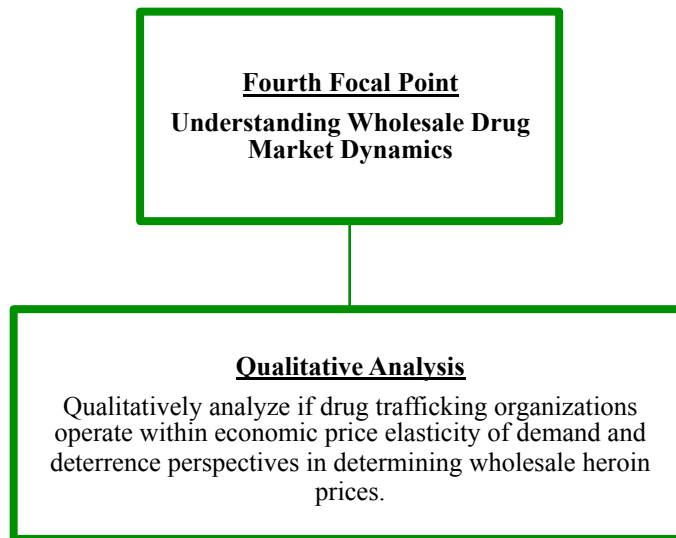 Fourth Focal Point
Understanding Wholesale Drug
Market Dynamics
Qualitative Analysis
Qualitatively analyze if drug trafficking organizations
operate within economic price elasticity of demand and
deterrence perspectives in determining wholesale heroin
prices.